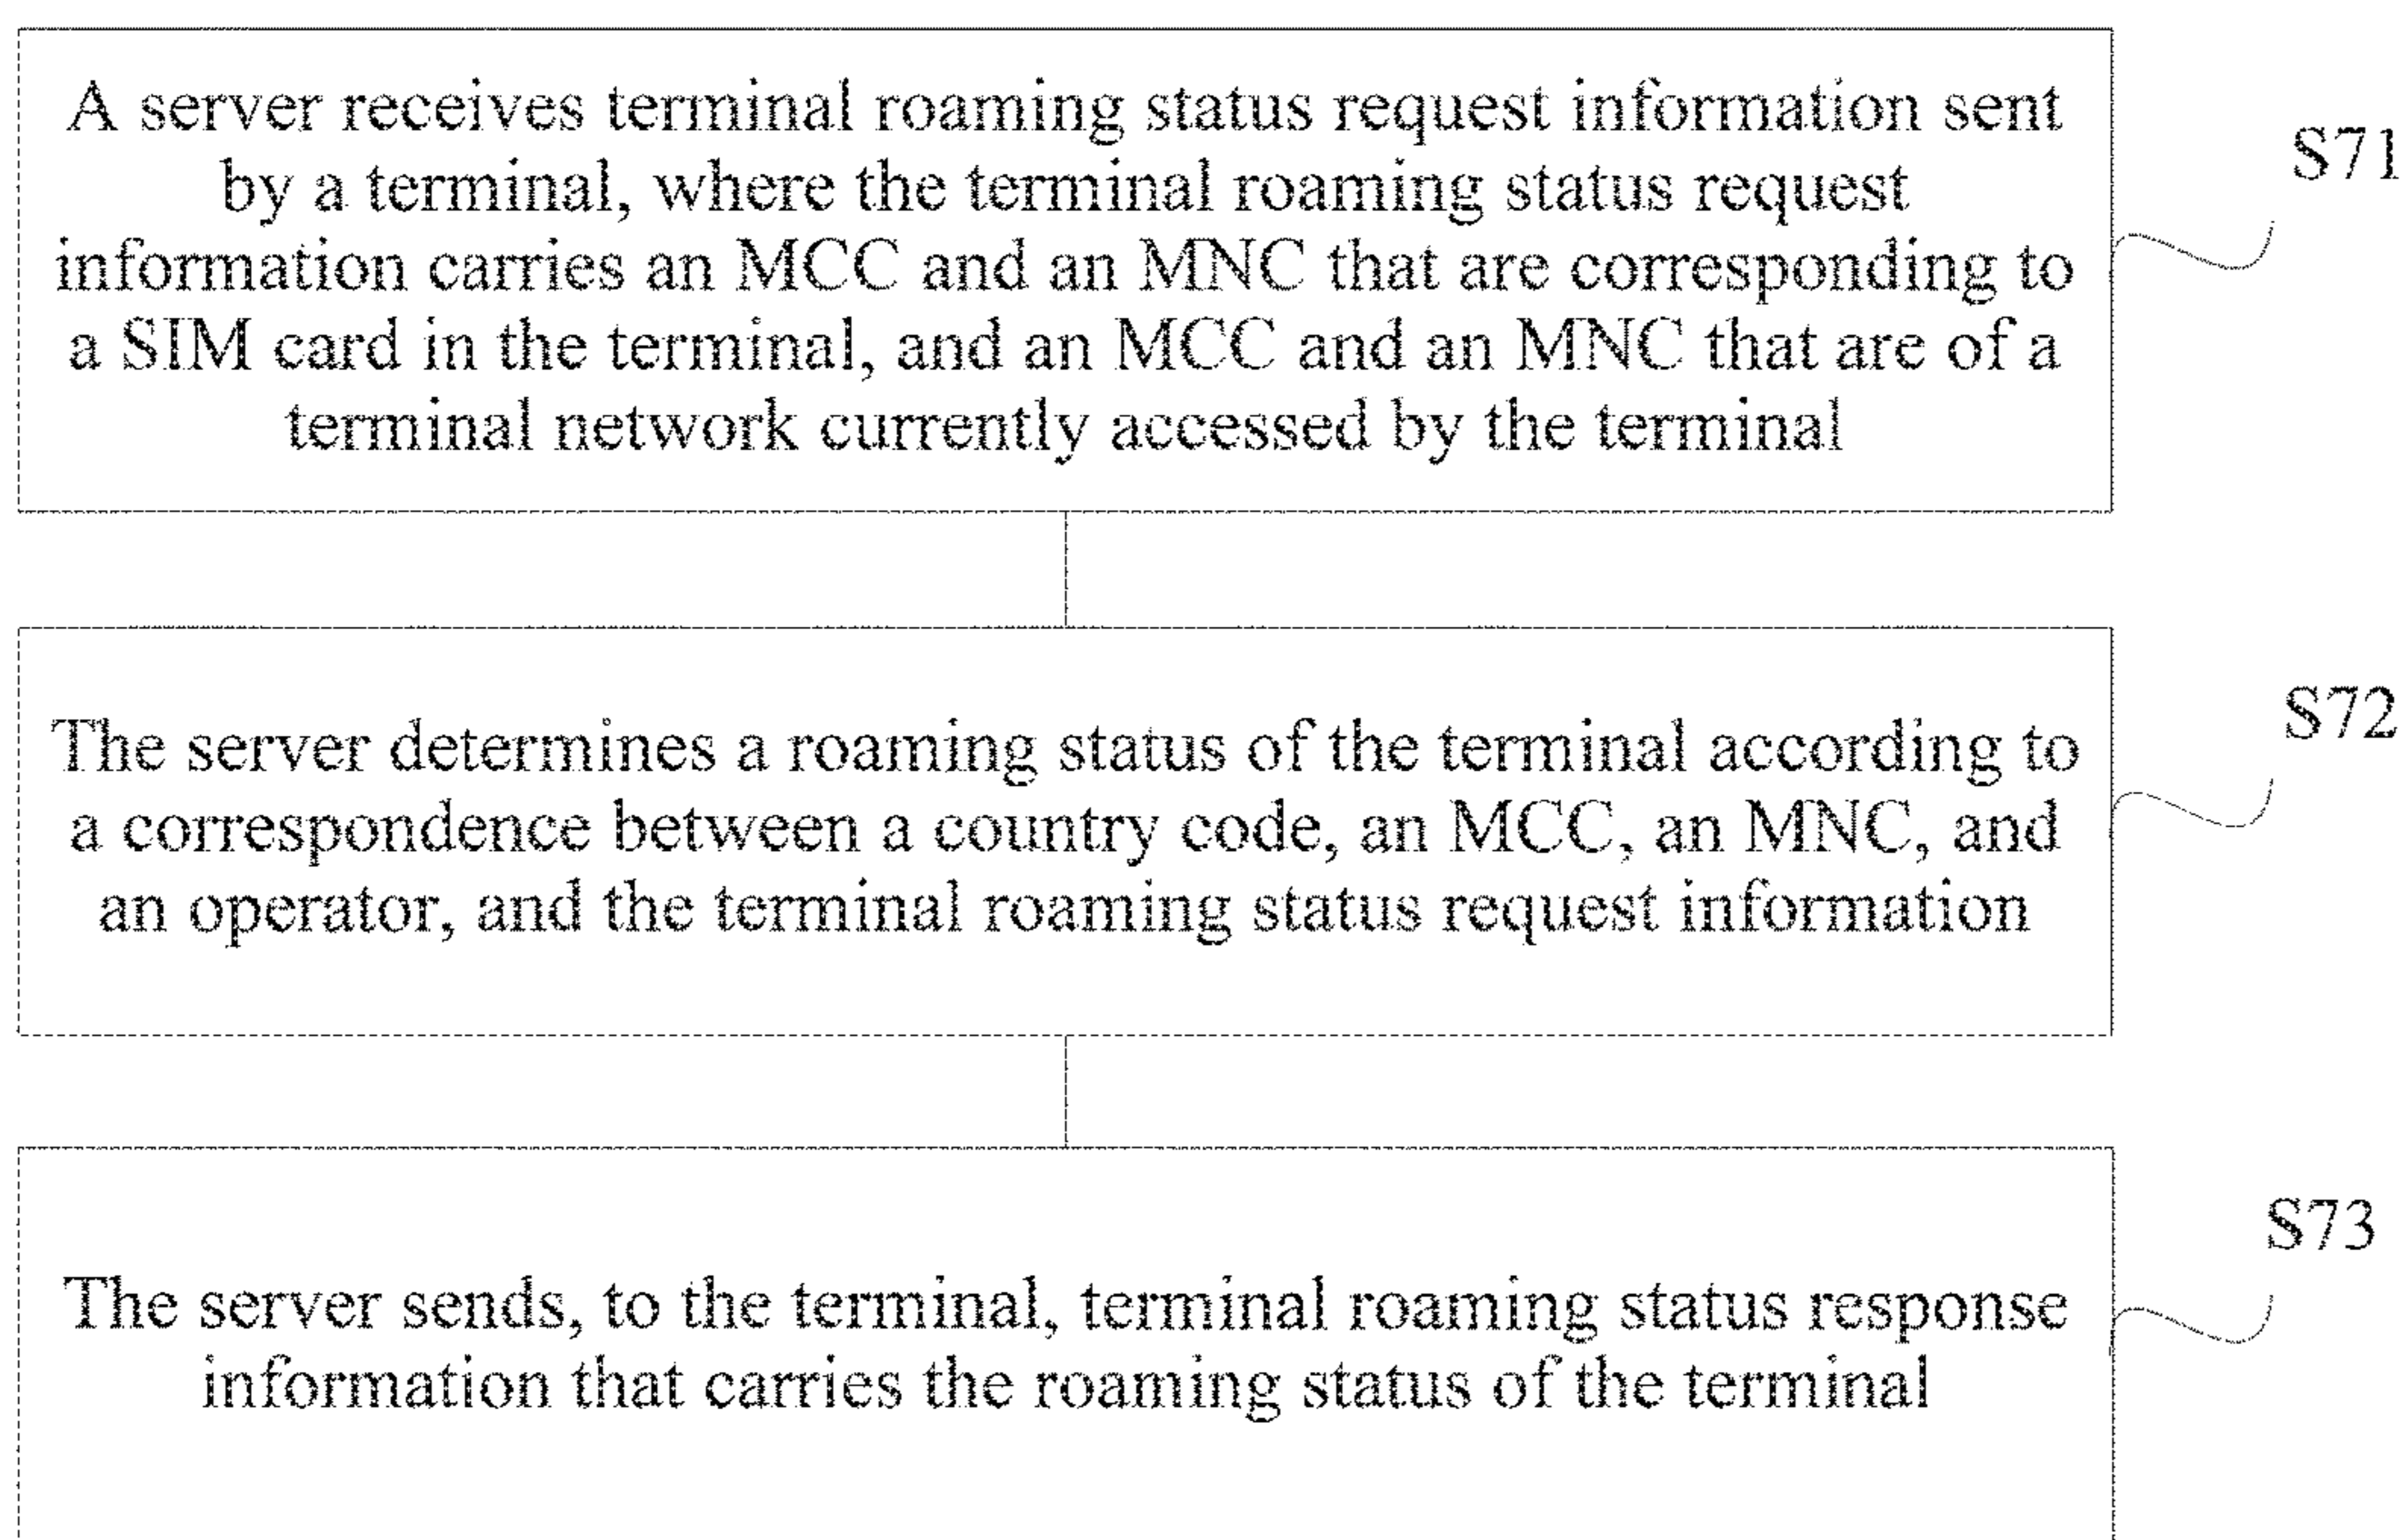 A server receives terminal roaming status request information sent
by a terminal, where the terminal roaming status request
information carries an MCC and an MNC that are corresponding to
a SIM card in the terminal, and an MCC and an MNC that are of a
terminal network currently accessed by the terminal
S71
The server determines a roaming status of the terminal according to
a correspondence between a country code, an MCC, an MNC, and
an operator, and the terminal roaming status request information
S72
The server sends, to the terminal, terminal roaming status response
information that carries the roaming status of the terminal
S73